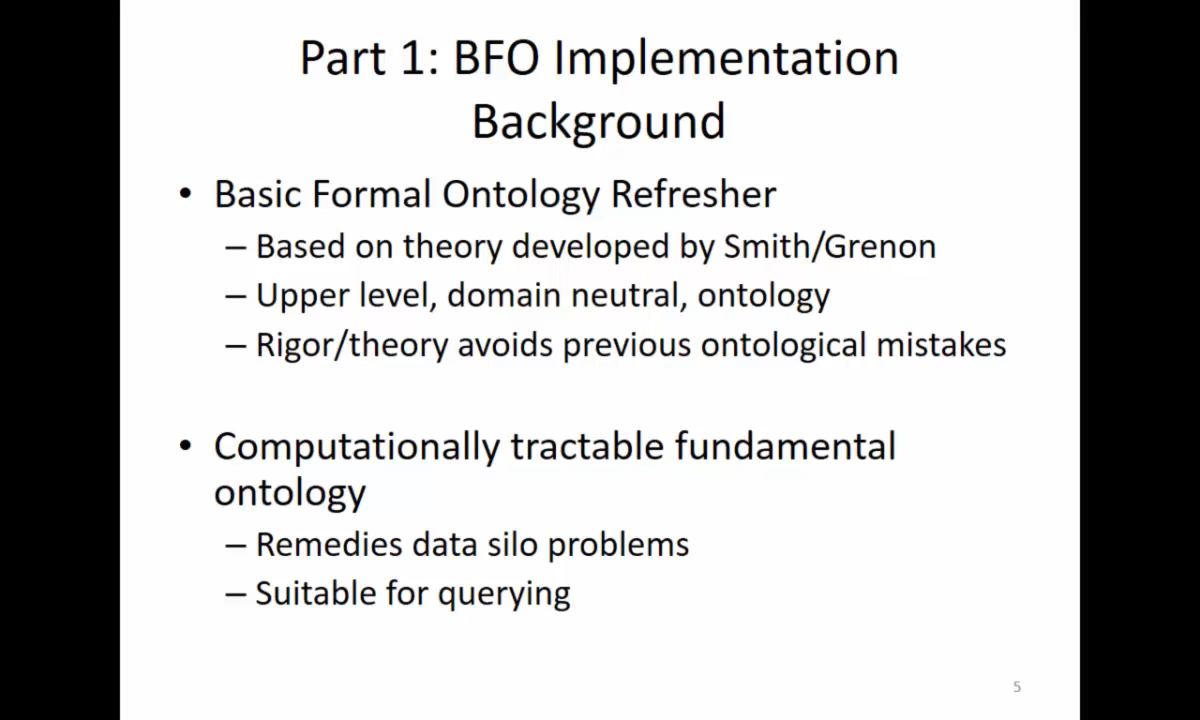 Part 1: BFO Implementation
Background
• Basic Formal Ontology Refresher
– Based on theory developed by Smith/Grenon
– Upper level, domain neutral, ontology
– Rigor/theory avoids previous ontological mistakes
• Computationally tractable fundamental
ontology
– Remedies data silo problems
– Suitable for querying
5